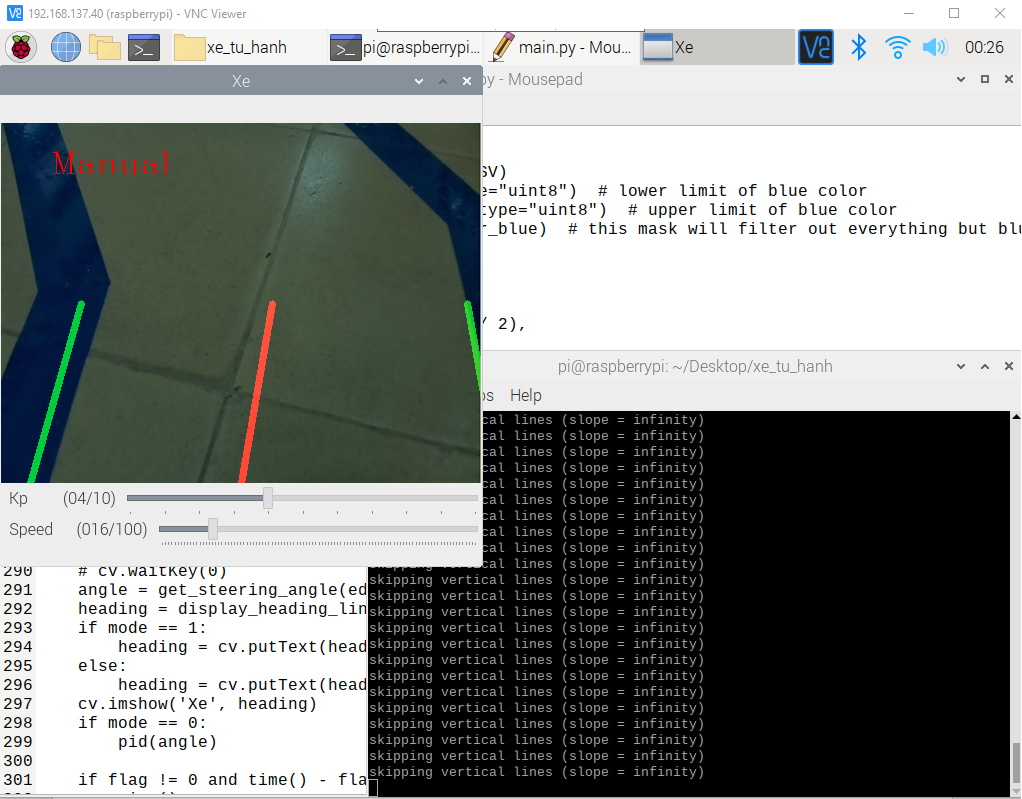 192.168.137.40 (raspberrypi) - VNC Viewer
xe_tu_hanh
pi@raspberrypi...
main.py - Mou...
Xe
00:26
Xe
py - Mousepad
Manual
SV)
e="uint8")  # lower limit of blue color
type="uint8")  # upper limit of blue color
r_blue)  # this mask will filter out everything but blu
/ 2),
pi@raspberrypi: ~/Desktop/xe_tu_hanh
bs Help
cal lines (slope = infinity)
cal lines (slope = infinity)
cal lines (slope = infinity)
cal lines (slope = infinity)
cal lines (slope = infinity)
cal lines (slope = infinity)
cal lines (slope = infinity)
cal lines (slope = infinity)
cal lines (slope = infinity)
skipping vertical lines (slope = infinity)
skipping vertical lines (slope = infinity)
skipping vertical lines (slope = infinity)
skipping vertical lines (slope = infinity)
skipping vertical lines (slope = infinity)
skipping vertical lines (slope = infinity)
skipping vertical lines (slope = infinity)
skipping vertical lines (slope = infinity)
skipping vertical lines (slope = infinity)
skipping vertical lines (slope = infinity)
skipping vertical lines (slope = infinity)
skipping vertical lines (slope = infinity)
skipping vertical lines (slope = infinity)
skipping vertical lines (slope = infinity)
Kp (04/10)
Speed (016/100)
290 # cv.waitKey(0)
291 angle = get_steering_angle(ed
292 heading = display_heading_lin
293 if mode == 1:
294 heading = cv.putText(head
295 else:
296 heading = cv.putText(head
297 cv.imshow('Xe', heading)
298 if mode == 0:
299 pid(angle)
300
301 if flag != 0 and time() - fla